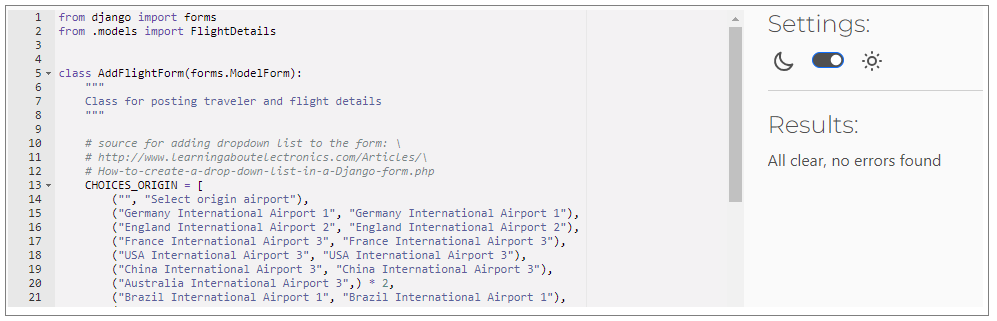 1 from django import forms
2 from .models import FlightDetails
3
4
5 class AddFlightForm(forms.ModelForm):
6 """
7 Class for posting traveler and flight details
8 """
9
10 # source for adding dropdown list to the form: \
11 # http://www.learningaboutelectronics.com/Articles/\
12 # How-to-create-a-drop-down-list-in-a-Django-form.php
13 CHOICES_ORIGIN = [
14 ("", "Select origin airport"),
15 ("Germany International Airport 1", "Germany International Airport 1"),
16 ("England International Airport 2", "England International Airport 2"),
17 ("France International Airport 3", "France International Airport 3"),
18 ("USA International Airport 3", "USA International Airport 3"),
19 ("China International Airport 3", "China International Airport 3"),
20 ("Australia International Airport 3",) * 2,
21 ("Brazil International Airport 1", "Brazil International Airport 1"),
Settings:
Results:
All clear, no errors found